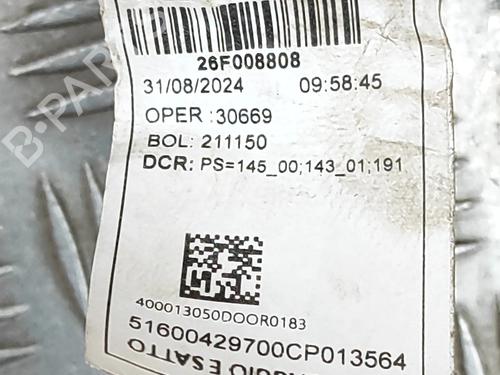 26F008808
31/08/2024 09:58:45
OPER :30669
BOL: 211150
DCR: PS=145_00;143_01;191
400013050DOOR0183
51600429700CP013564
ESATTO
B-PARTS